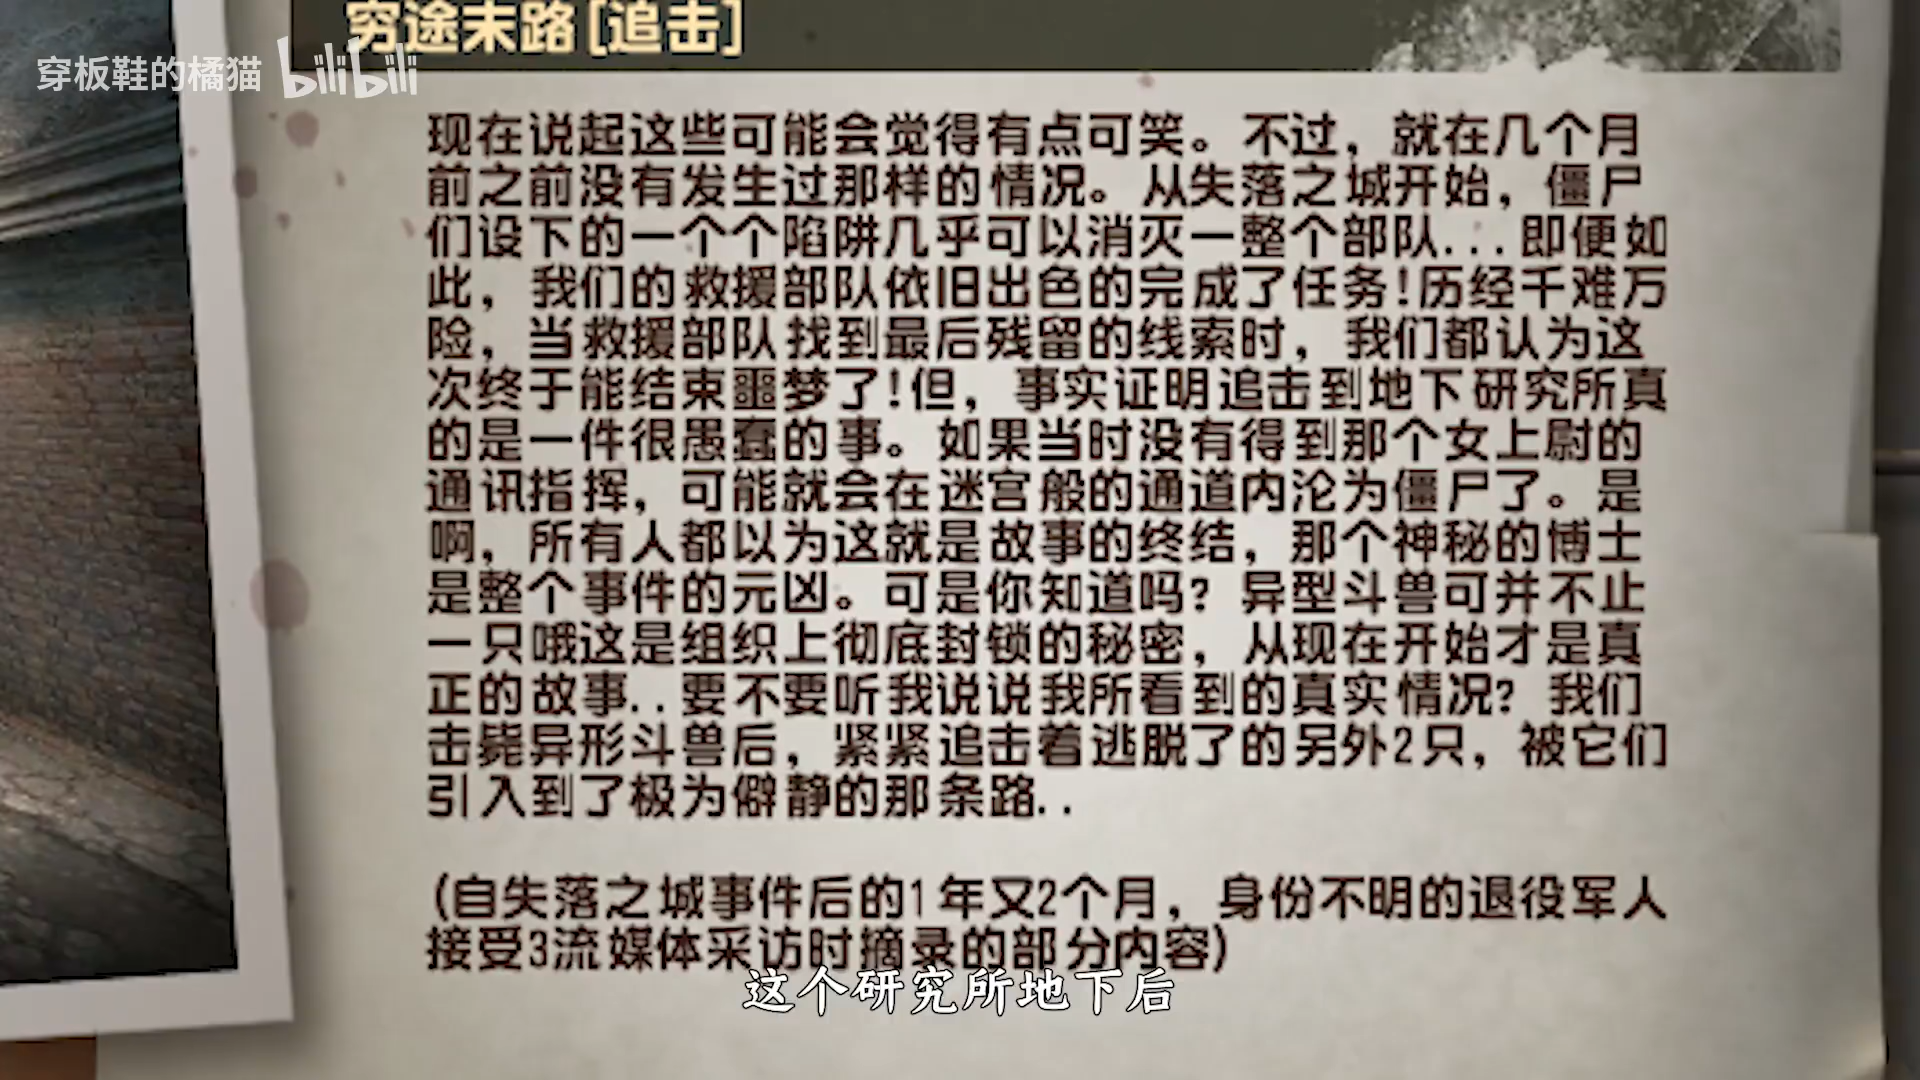 穷途末路[追击]
穿板鞋的橘猫 bilibili
现在说起这些可能会觉得有点可笑。不过，就在几个月
前之前没有发生过那样的情况。从失落之城开始，僵尸
们设下的一个个陷阱几乎可以消灭一整个部队...即便如
此，我们的救援部队依旧出色的完成了任务!历经千难万
险，当救援部队找到最后残留的线索时，我们都认为这
次终于能结束噩梦了!但，事实证明追击到地下研究所真
的是一件很愚蠢的事。如果当时没有得到那个女上尉的
通讯指挥，可能就会在迷宫般的通道内沦为僵尸了。是
啊，所有人都以为这就是故事的终结，那个神秘的博士
是整个事件的元凶。可是你知道吗？异型斗兽可并不止
一只哦这是组织上彻底封锁的秘密，从现在开始才是真
正的故事..要不要听我说说我所看到的真实情况？我们
击毙异形斗兽后，紧紧追击着逃脱了的另外2只，被它们
引入到了极为僻静的那条路..
(自失落之城事件后的1年又2个月，身份不明的退役军人
接受3流媒体采访时摘录的部分内容)
这个研究所地下后